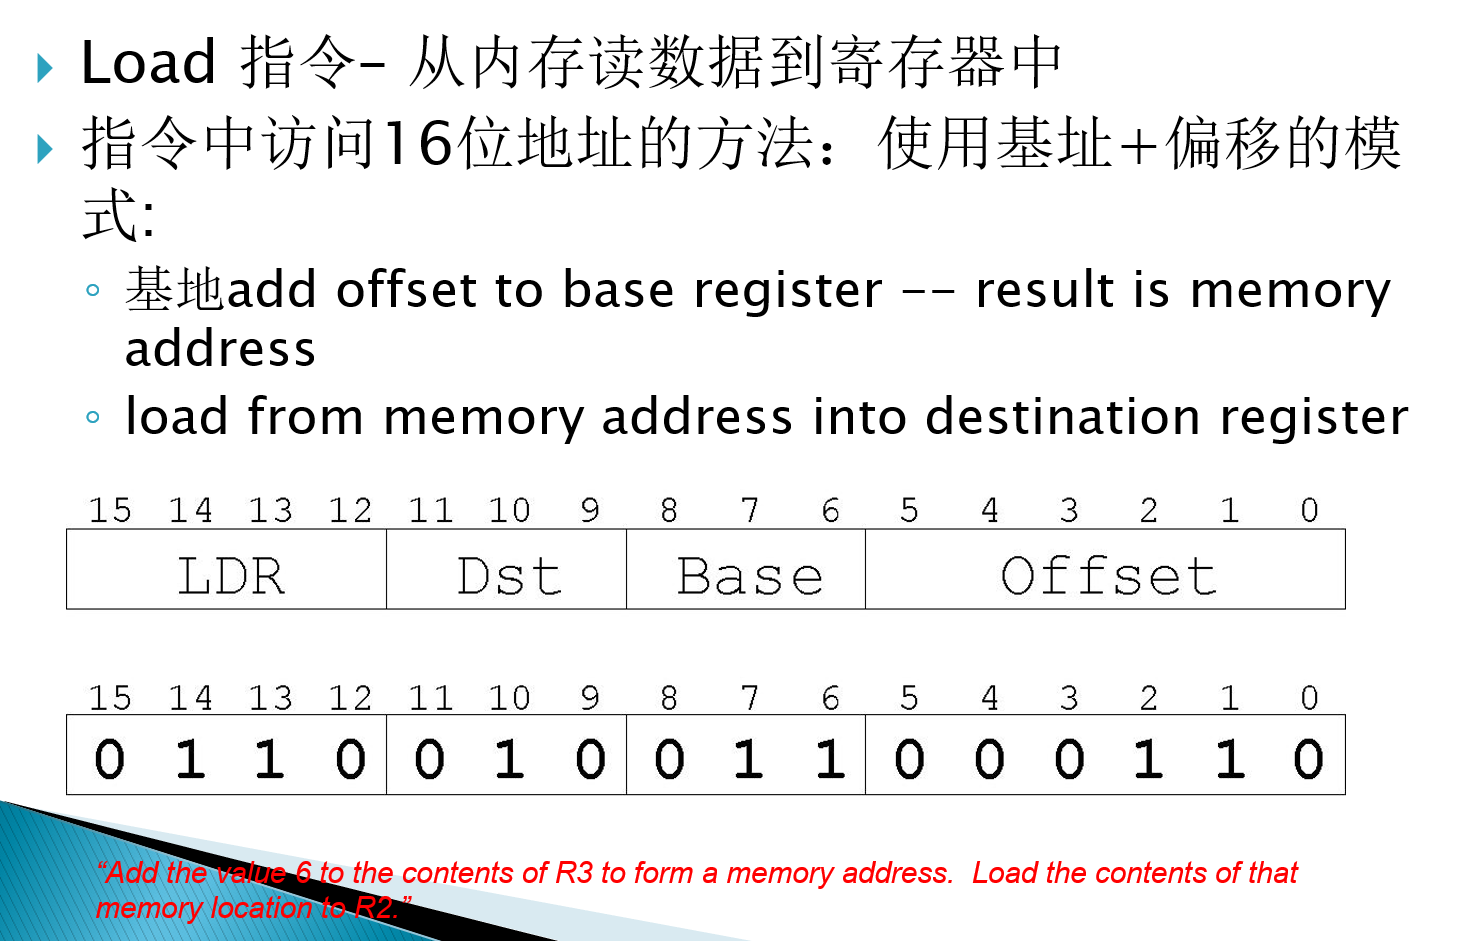 Load 指令– 从内存读数据到寄存器中
指令中访问16位地址的方法：使用基址+偏移的模
式:
基地add offset to base register -- result is memory
address
load from memory address into destination register
15 14 13 12 11 10 9 8 7 6 5 4 3 2 1 0
LDR Dst Base Offset
15 14 13 12 11 10 9 8 7 6 5 4 3 2 1 0
0 1 1 0 0 1 0 0 1 1 0 0 0 1 1 0
“Add the value 6 to the contents of R3 to form a memory address.  Load the contents of that
memory location to R2.”